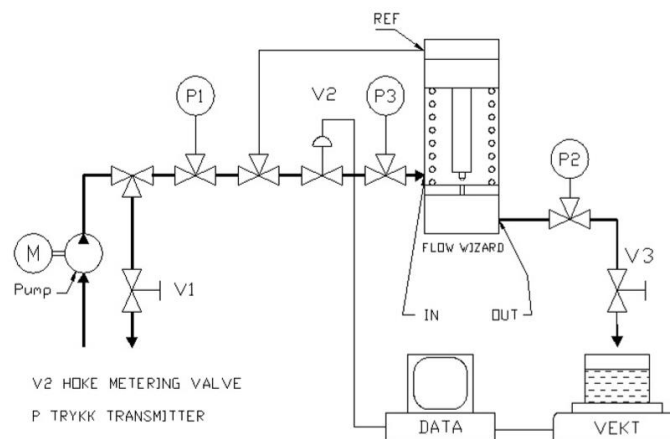 REF
P1
V2
P3
P2
M
FLOW WIZARD
Pump
V1
IN
OUT
V3
V2 HOKE METERING VALVE
P TRYKK TRANSMITTER
DATA
VEKT